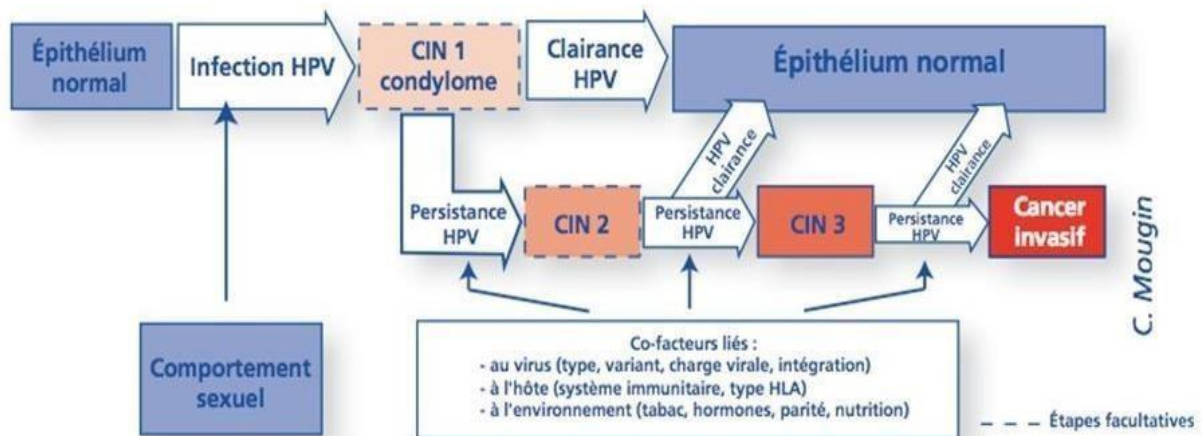 Épithélium
normal
Infection HPV
CIN 1
condylome
Clairance
HPV
Épithélium normal
HPV
clairance
HPV
clairance
Persistance
HPV
CIN 2
Persistance
HPV
CIN 3
Persistance
HPV
Cancer
invasif
C. Mougin
Comportement
sexuel
Co-facteurs liés :
- au virus (type, variant, charge virale, intégration)
- à l'hôte (système immunitaire, type HLA)
- à l'environnement (tabac, hormones, parité, nutrition)
Étapes facultatives